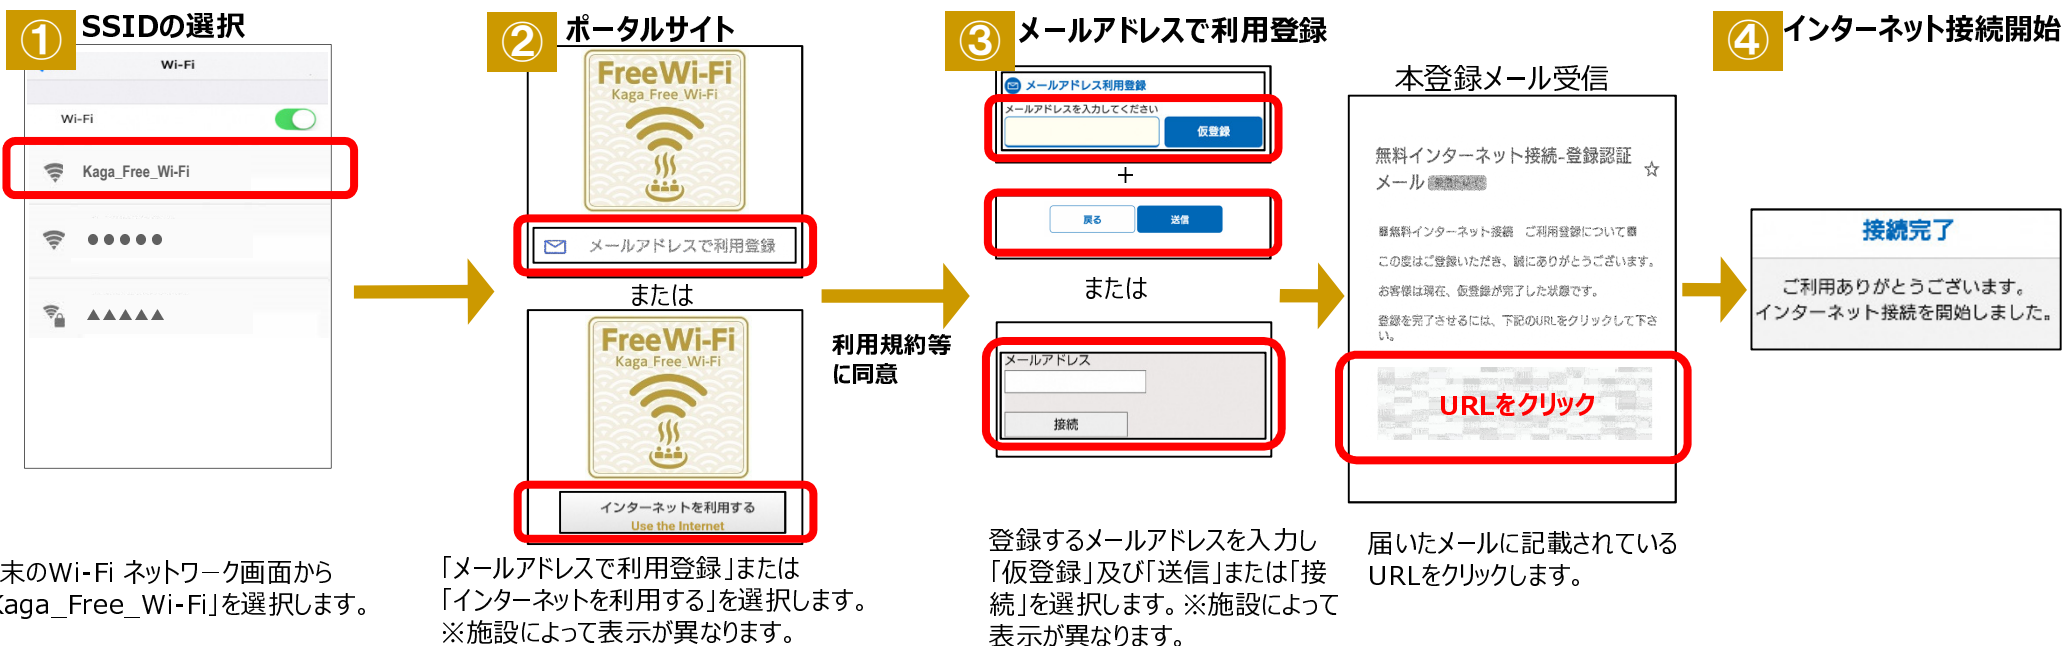 ① SSIDの選択
Wi-Fi
Wi-Fi
Kaga_Free_Wi-Fi
●●●●●
▲▲▲▲▲
末のWi-Fi ネットワーク画面から
Kaga_Free_Wi-Fi」を選択します。
② ポータルサイト
Free Wi-Fi
Kaga_Free_Wi-Fi
メールアドレスで利用登録
または
Free Wi-Fi
Kaga_Free_Wi-Fi
インターネットを利用する
Use the Internet
「メールアドレスで利用登録」または
「インターネットを利用する」を選択します。
※施設によって表示が異なります。
利用規約等
に同意
③ メールアドレスで利用登録
メールアドレス利用登録
メールアドレスを入力してください
仮登録
+
戻る 送信
または
メールアドレス
接続
登録するメールアドレスを入力し
「仮登録」及び「送信」または「接
続」を選択します。※施設によって
表示が異なります。
本登録メール受信
無料インターネット接続-登録認証
メール
無料インターネット接続 ご利用登録について
この度はご登録いただき、誠にありがとうございます。
お客様は現在、仮登録が完了した状態です。
登録を完了させるには、下記のURLをクリックして下さ
い。
URLをクリック
届いたメールに記載されている
URLをクリックします。
④ インターネット接続開始
接続完了
ご利用ありがとうございます。
インターネット接続を開始しました。